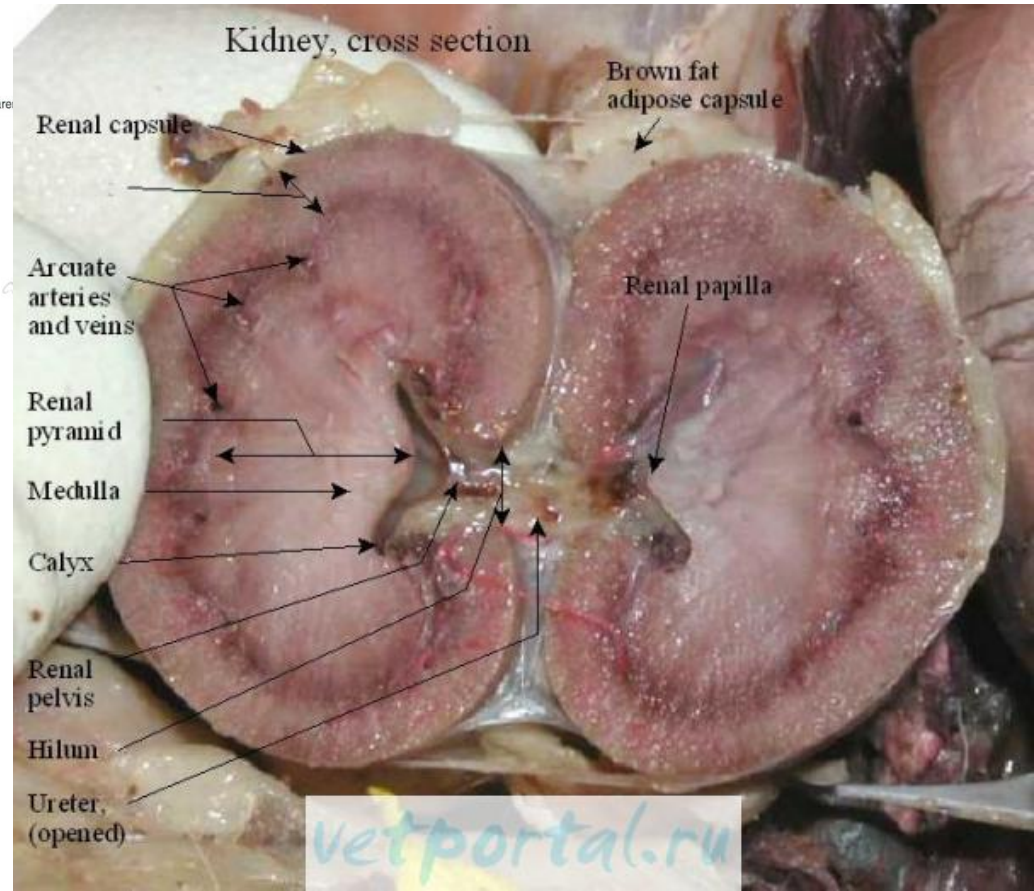 Kidney, cross section
Brown fat
adipose capsule
Renal capsule
Arcuate
arteries
and veins
Renal papilla
Renal
pyramid
Medulla
Calyx
Renal
pelvis
Hilum
Ureter,
(opened)
vetportal.ru